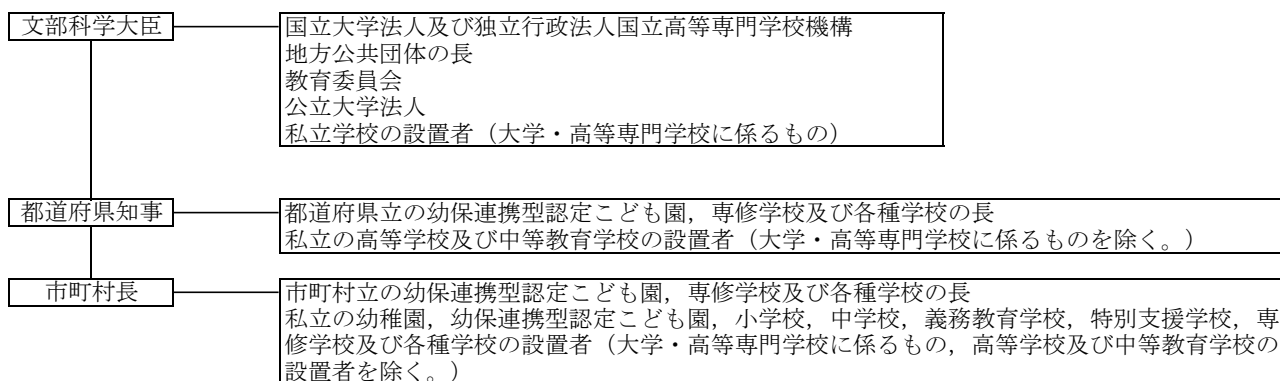 文部科学大臣
国立大学法人及び独立行政法人国立高等専門学校機構
地方公共団体の長
教育委員会
公立大学法人
私立学校の設置者（大学・高等専門学校に係るもの）
都道府県知事
都道府県立の幼保連携型認定こども園，専修学校及び各種学校の長
私立の高等学校及び中等教育学校の設置者（大学・高等専門学校に係るものを除く。）
市町村長
市町村立の幼保連携型認定こども園，専修学校及び各種学校の長
私立の幼稚園，幼保連携型認定こども園，小学校，中学校，義務教育学校，特別支援学校，専
修学校及び各種学校の設置者（大学・高等専門学校に係るもの，高等学校及び中等教育学校の
設置者を除く。）